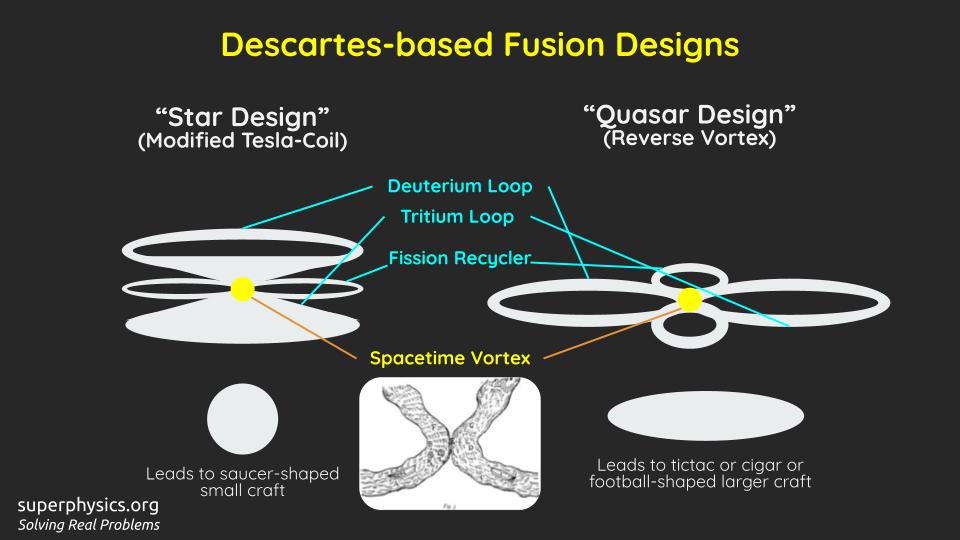 Descartes-based Fusion Designs
“Star Design”
(Modified Tesla-Coil)
“Quasar Design”
(Reverse Vortex)
Deuterium Loop
Tritium Loop
Fission Recycler
Spacetime Vortex
Leads to saucer-shaped
small craft
Leads to tictac or cigar or
football-shaped larger craft
superphysics.org
Solving Real Problems